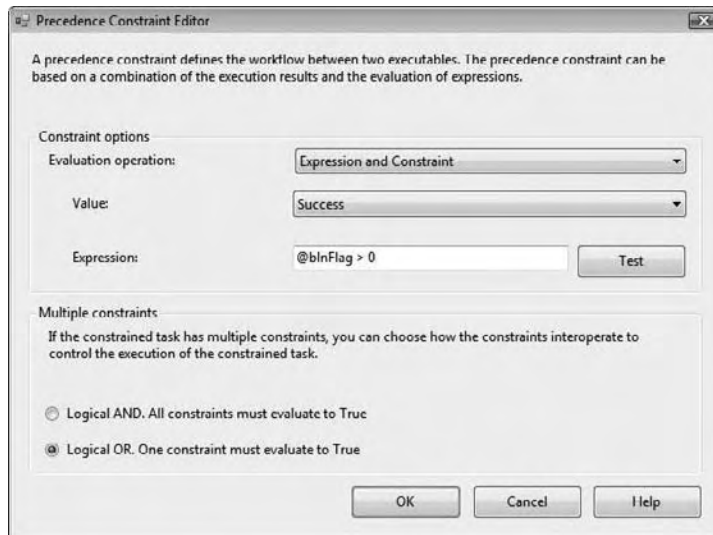 Precedence Constraint Editor
A precedence constraint defines the workflow between two executables. The precedence constraint can be
based on a combination of the execution results and the evaluation of expressions.
Constraint options
Evaluation operation:
Expression and Constraint
Value:
Success
Expression:
@blnFlag > 0
Test
Multiple constraints
If the constrained task has multiple constraints, you can choose how the constraints interoperate to
control the execution of the constrained task.
Logical AND. All constraints must evaluate to True
Logical OR. One constraint must evaluate to True
OK
Cancel
Help